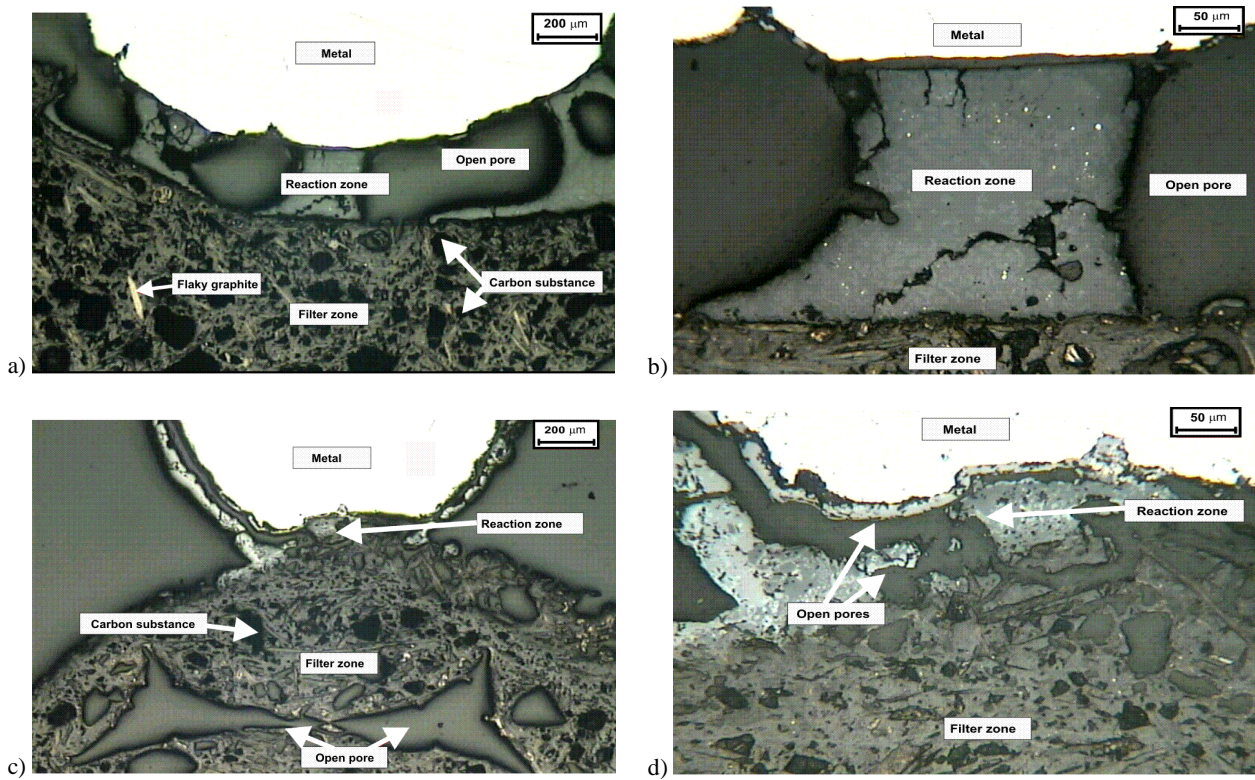 200 μm
Metal
Open pore
Reaction zone
Flaky graphite
Carbon substance
Filter zone
a)
50 μm
Metal
Reaction zone
Open pore
Filter zone
b)
200 μm
Metal
Reaction zone
Carbon substance
Filter zone
Open pore
c)
50 μm
Metal
Reaction zone
Open pores
Filter zone
d)